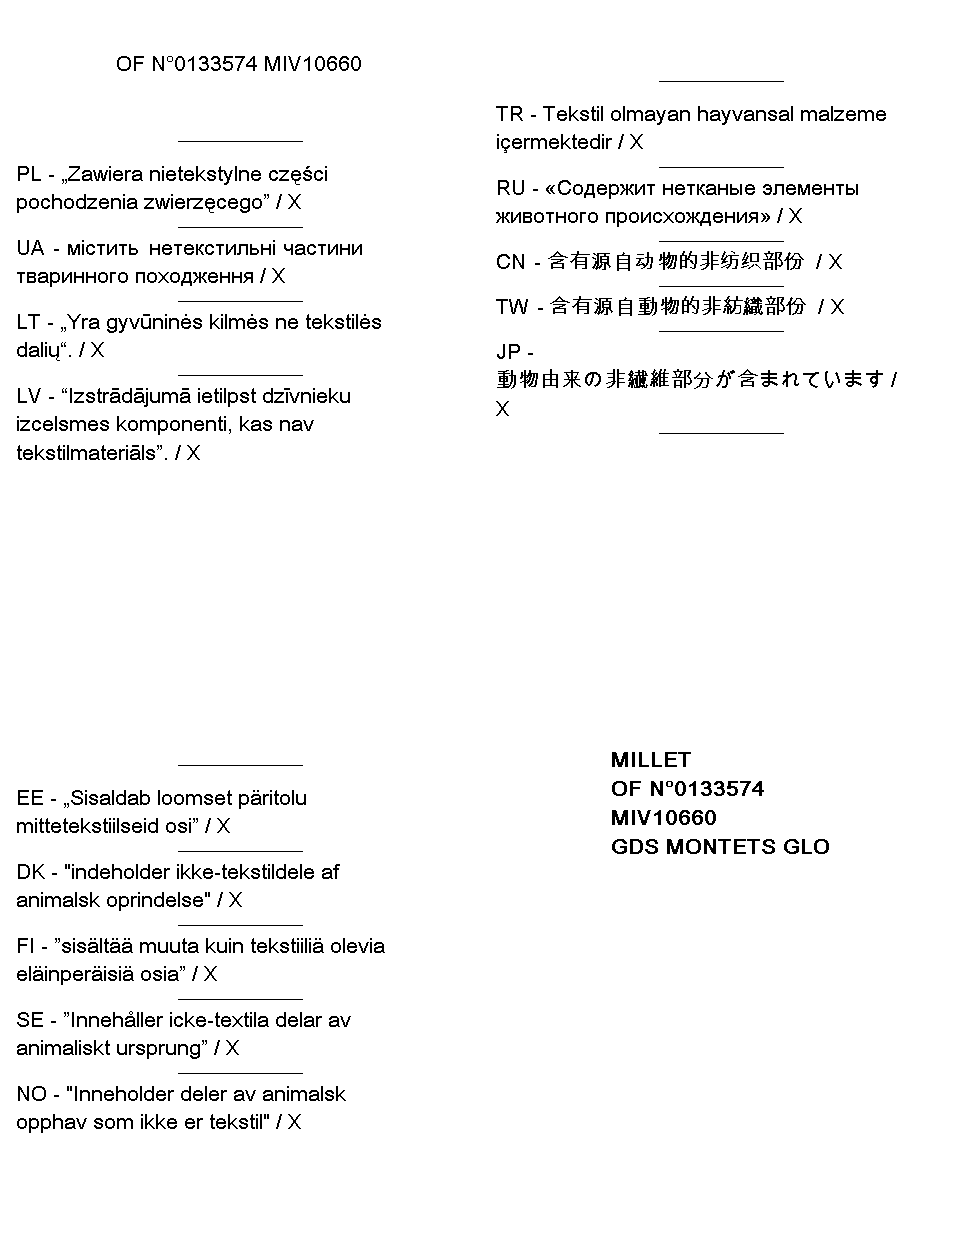 OF N°0133574 MIV10660
PL - „Zawiera nietekstylne części
pochodzenia zwierzęcego” / X
UA - містить нетекстильні частини
тваринного походження / X
LT - „Yra gyvūninės kilmės ne tekstilės
dalių“. / X
LV - “Izstrādājumā ietilpst dzīvnieku
izcelsmes komponenti, kas nav
tekstilmateriāls”. / X
TR - Tekstil olmayan hayvansal malzeme
içermektedir / X
RU - «Содержит нетканые элементы
животного происхождения» / X
CN - 含有源自动物的非纺织部份 / X
TW - 含有源自動物的非紡織部份 / X
JP -
動物由来の非繊維部分が含まれています /
X
EE - „Sisaldab loomset päritolu
mittetekstiilseid osi” / X
DK - "indeholder ikke-tekstildele af
animalsk oprindelse" / X
FI - ”sisältää muuta kuin tekstiiliä olevia
eläinperäisiä osia” / X
SE - ”Innehåller icke-textila delar av
animaliskt ursprung” / X
NO - "Inneholder deler av animalsk
opphav som ikke er tekstil" / X
MILLET
OF N°0133574
MIV10660
GDS MONTETS GLO